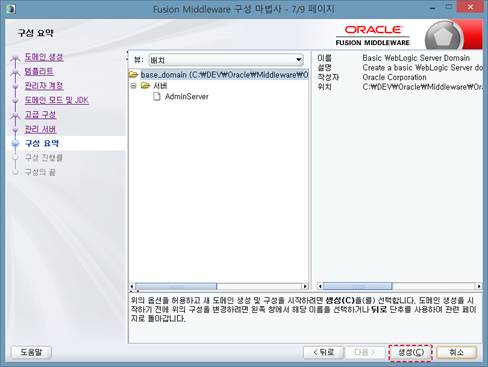 Fusion Middleware 구성 마법사 - 7/9 페이지
구성 요약
ORACLE
FUSION MIDDLEWARE
도메인 생성
템플리트
관리자 계정
도메인 모드 및 JDK
고급 구성
관리 서버
구성 요약
구성 진행률
구성의 끝
뷰: 배치
base_domain (C:₩DEV₩Oracle₩Middleware₩O
서버
AdminServer
이름 Basic WebLogic Server Domain
설명 Create a basic WebLogic Server do
작성자 Oracle Corporation
위치 C:₩DEV₩Oracle₩Middleware₩Ora
위의 옵션을 허용하고 새 도메인 생성 및 구성을 시작하려면 생성(C)을(를) 선택합니다. 도메인 생성을 시
작하기 전에 위의 구성을 변경하려면 왼쪽 창에서 해당 이름을 선택하거나 뒤로 단추를 사용하여 관련 페이
지로 돌아갑니다.
도움말
< 뒤로
다음 >
생성(C)
취소